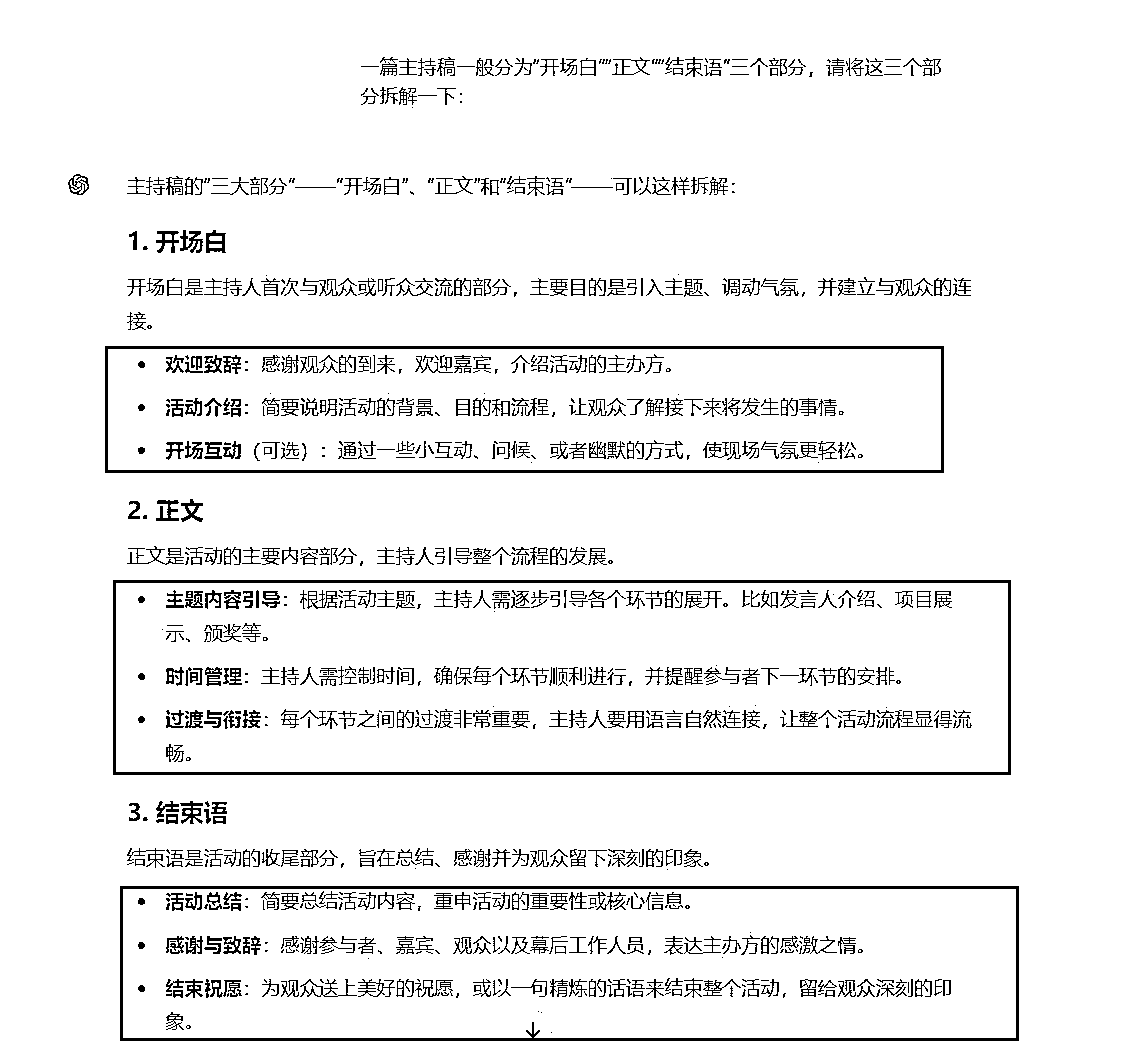 一篇主持稿一般分为"开场白""正文""结束语"三个部分，请将这三个部
分拆解一下：
主持稿的"三大部分"——"开场白"、"正文"和"结束语"——可以这样拆解：
1. 开场白
开场白是主持人首次与观众或听众交流的部分，主要目的是引入主题、调动气氛，并建立与观众的连
接。
• 欢迎致辞：感谢观众的到来，欢迎嘉宾，介绍活动的主办方。
• 活动介绍：简要说明活动的背景、目的和流程，让观众了解接下来将发生的事情。
• 开场互动（可选）：通过一些小互动、问候、或者幽默的方式，使现场气氛更轻松。
2. 正文
正文是活动的主要内容部分，主持人引导整个流程的发展。
• 主题内容引导：根据活动主题，主持人需逐步引导各个环节的展开。比如发言人介绍、项目展
示、颁奖等。
• 时间管理：主持人需控制时间，确保每个环节顺利进行，并提醒参与者下一环节的安排。
• 过渡与衔接：每个环节之间的过渡非常重要，主持人要用语言自然连接，让整个活动流程显得流
畅。
3. 结束语
结束语是活动的收尾部分，旨在总结、感谢并为观众留下深刻的印象。
• 活动总结：简要总结活动内容，重申活动的重要性或核心信息。
• 感谢与致辞：感谢参与者、嘉宾、观众以及幕后工作人员，表达主办方的感激之情。
• 结束祝愿：为观众送上美好的祝愿，或以一句精炼的话语来结束整个活动，留给观众深刻的印
象。